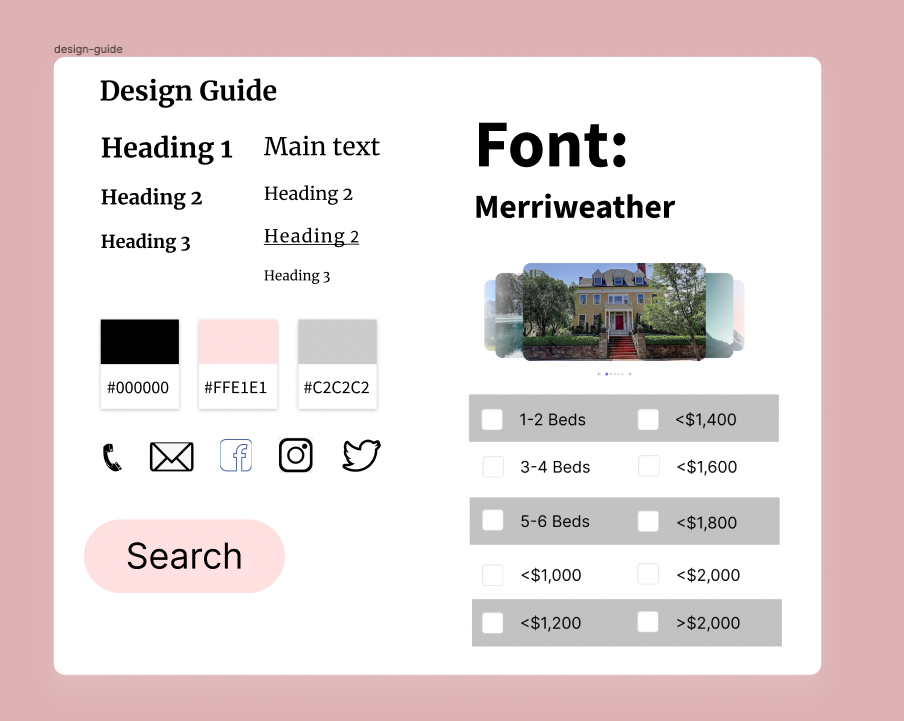 design-guide
Design Guide
Heading 1
Heading 2
Heading 3
Main text
Heading 2
Heading 2
Heading 3
#000000
#FFE1E1
#C2C2C2
Search
Font:
Merriweather
1-2 Beds
<$1,400
3-4 Beds
<$1,600
5-6 Beds
<$1,800
<$1,000
<$2,000
<$1,200
>$2,000